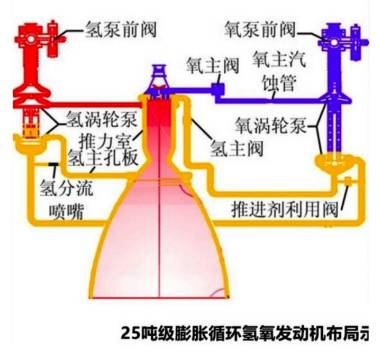 氢泵前阀
氧泵前阀
氧主阀
氧主汽
蚀管
氢涡轮泵
推力室
氢主孔板
氢主阀
氧涡轮泵
氢分流
喷嘴
推进剂利用阀
25吨级膨胀循环氢氧发动机布局示